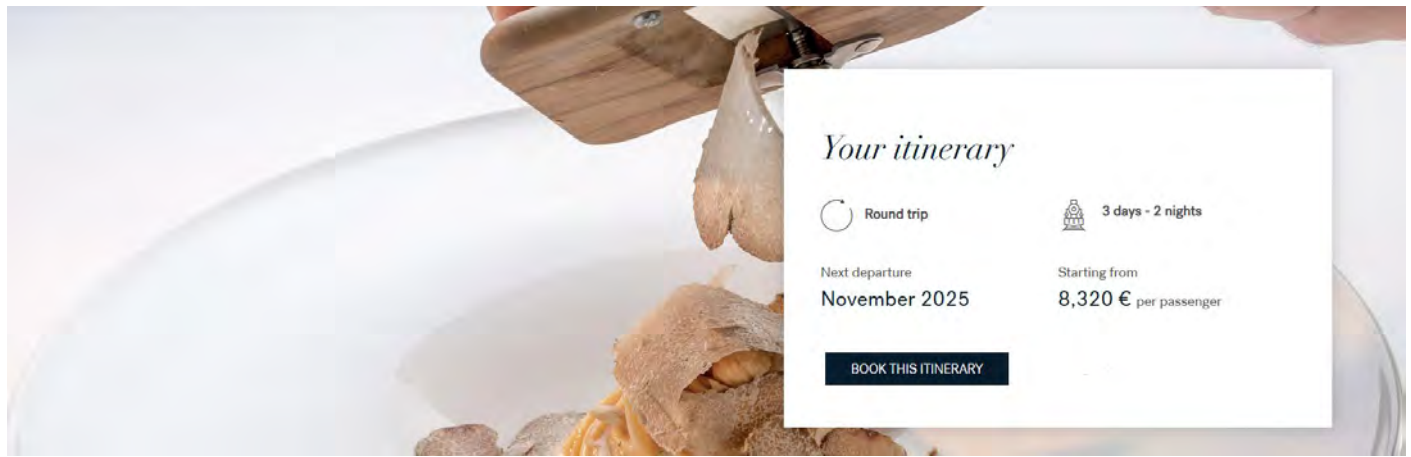 Your itinerary
Round trip
3 days - 2 nights
Next departure
Starting from
November 2025
8,320 € per passenger
BOOK THIS ITINERARY